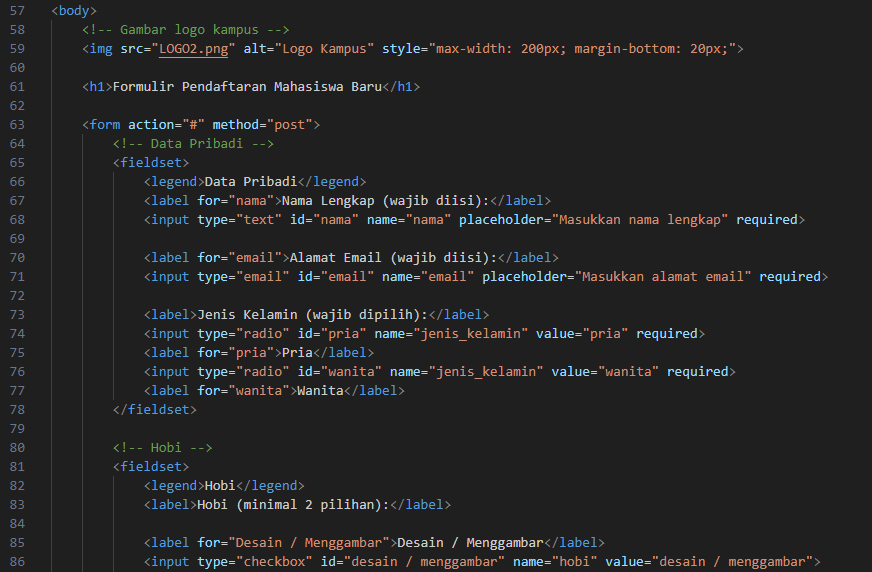 57 <body>
58 <!-- Gambar logo kampus -->
59 <img src="LOGO2.png" alt="Logo Kampus" style="max-width: 200px; margin-bottom: 20px;">
60
61 <h1>Formulir Pendaftaran Mahasiswa Baru</h1>
62
63 <form action="#" method="post">
64 <!-- Data Pribadi -->
65 <fieldset>
66 <legend>Data Pribadi</legend>
67 <label for="nama">Nama Lengkap (wajib diisi):</label>
68 <input type="text" id="nama" name="nama" placeholder="Masukkan nama lengkap" required>
69
70 <label for="email">Alamat Email (wajib diisi):</label>
71 <input type="email" id="email" name="email" placeholder="Masukkan alamat email" required>
72
73 <label>Jenis Kelamin (wajib dipilih):</label>
74 <input type="radio" id="pria" name="jenis_kelamin" value="pria" required>
75 <label for="pria">Pria</label>
76 <input type="radio" id="wanita" name="jenis_kelamin" value="wanita" required>
77 <label for="wanita">Wanita</label>
78 </fieldset>
79
80 <!-- Hobi -->
81 <fieldset>
82 <legend>Hobi</legend>
83 <label>Hobi (minimal 2 pilihan):</label>
84
85 <label for="Desain / Menggambar">Desain / Menggambar</label>
86 <input type="checkbox" id="desain / menggambar" name="hobi" value="desain / menggambar">